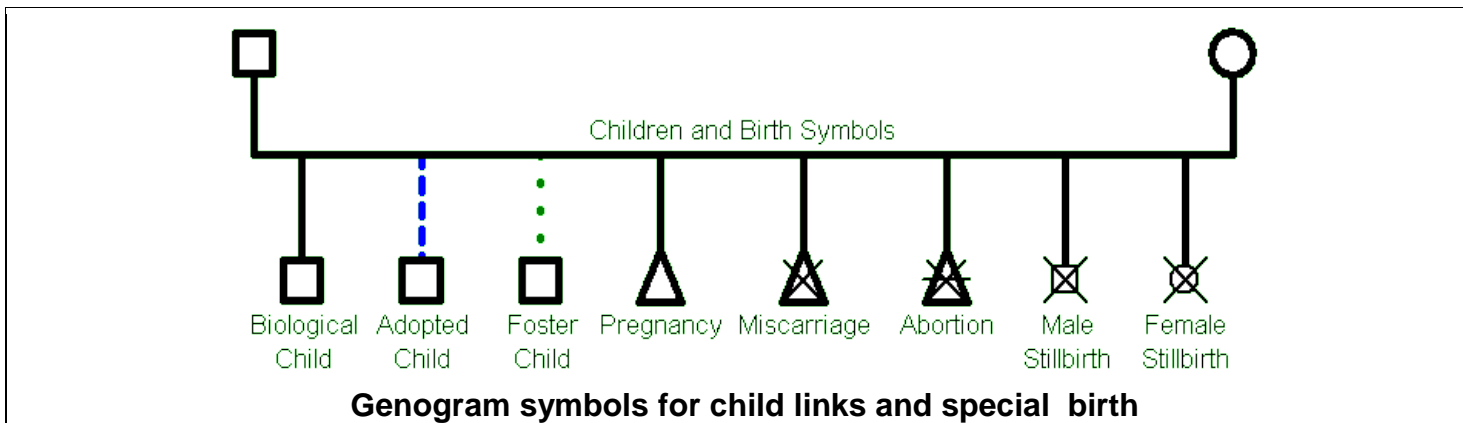 Children and Birth Symbols
Biological Adopted Foster Pregnancy Miscarriage Abortion Male Female
Child Child Child Stillbirth Stillbirth
Genogram symbols for child links and special birth